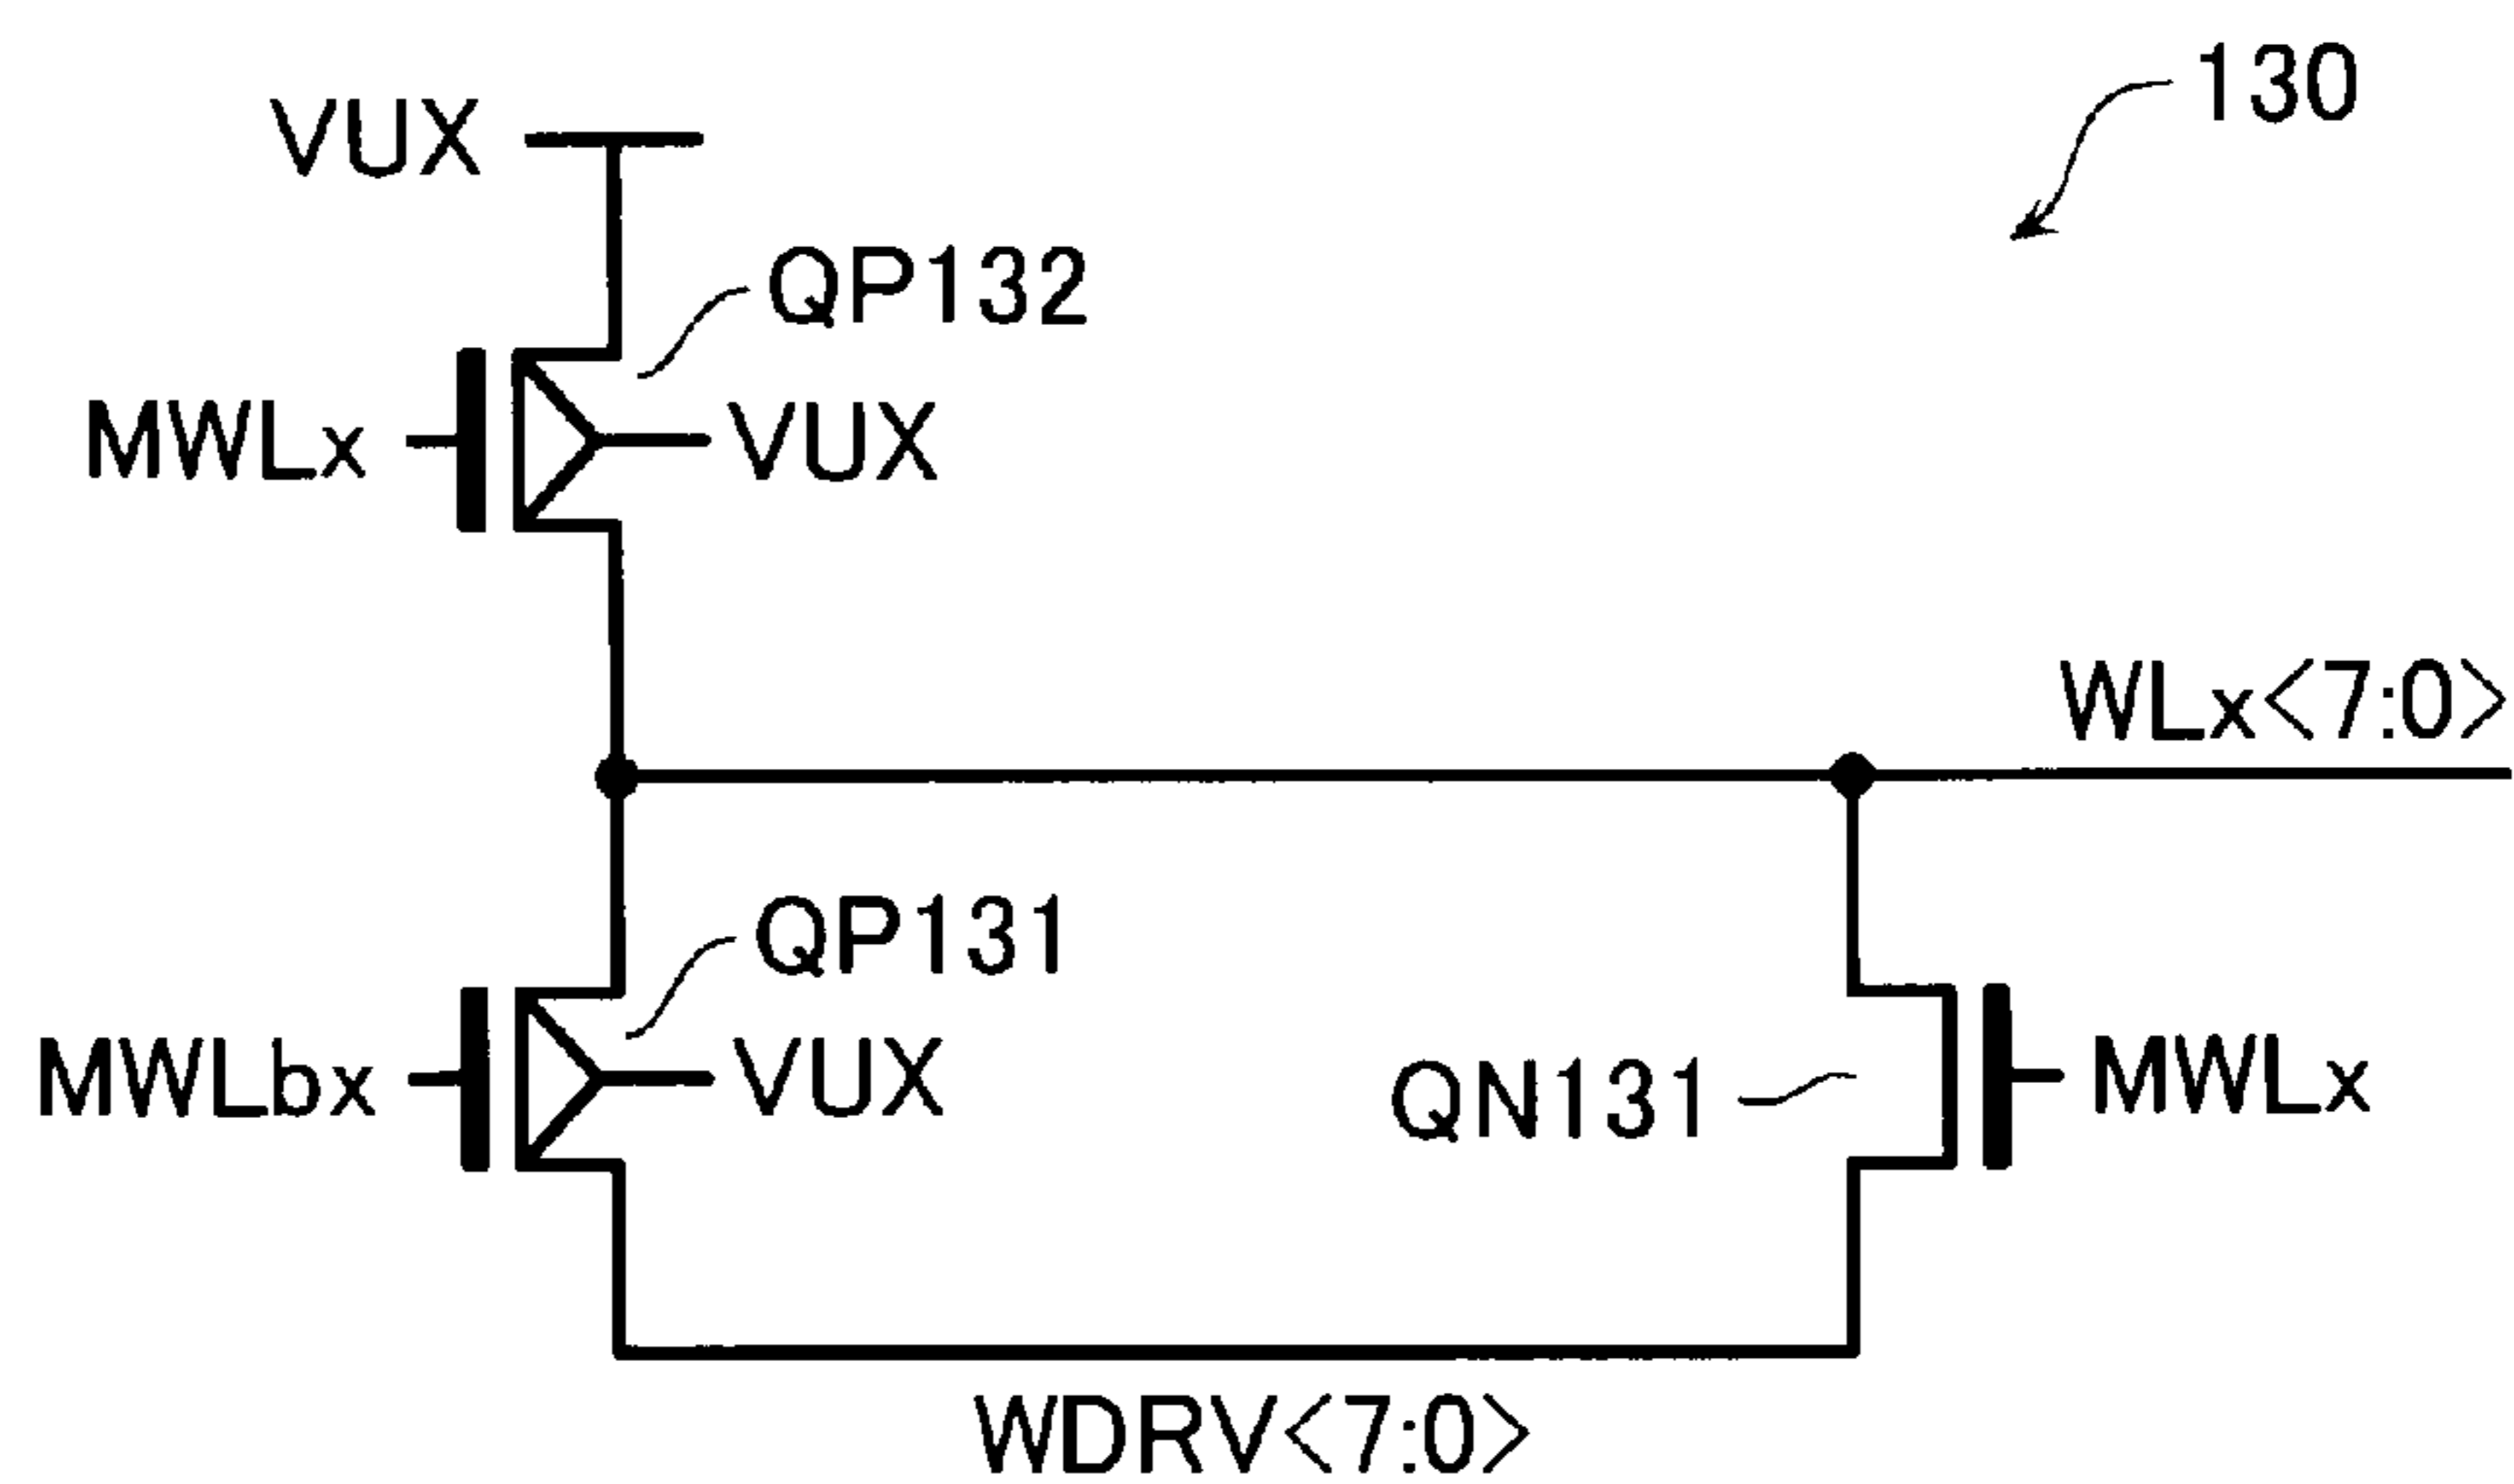 130
VUX
QP132
MWLx
VUX
WLx<7:0>
QP131
MWLbx
VUX
QN131
MWLx
WDRV<7:0>